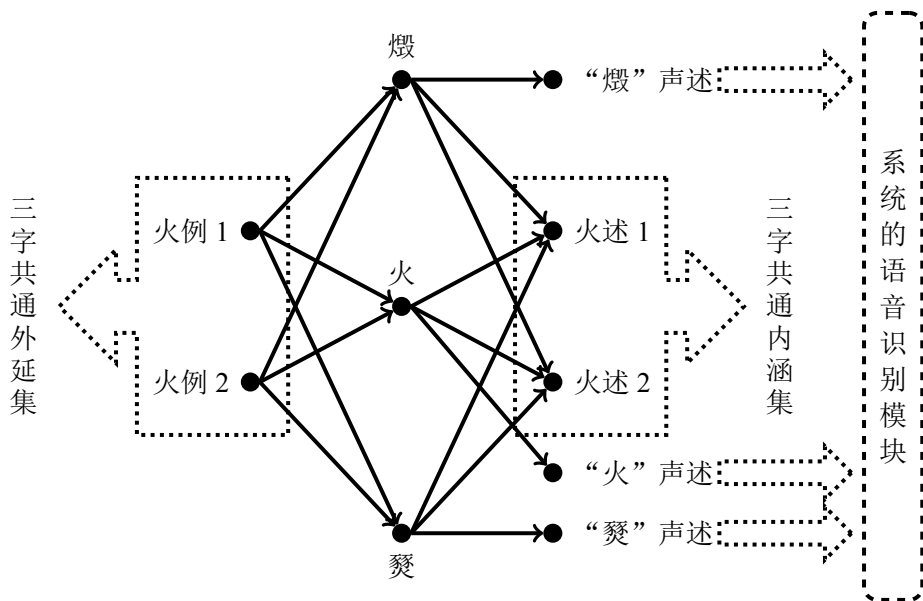 燬
“燬”声述
系统的语音识别模块
三字共通外延集
火例 1
火述 1
三字共通内涵集
火
火例 2
火述 2
“火”声述
“燹”声述
燹